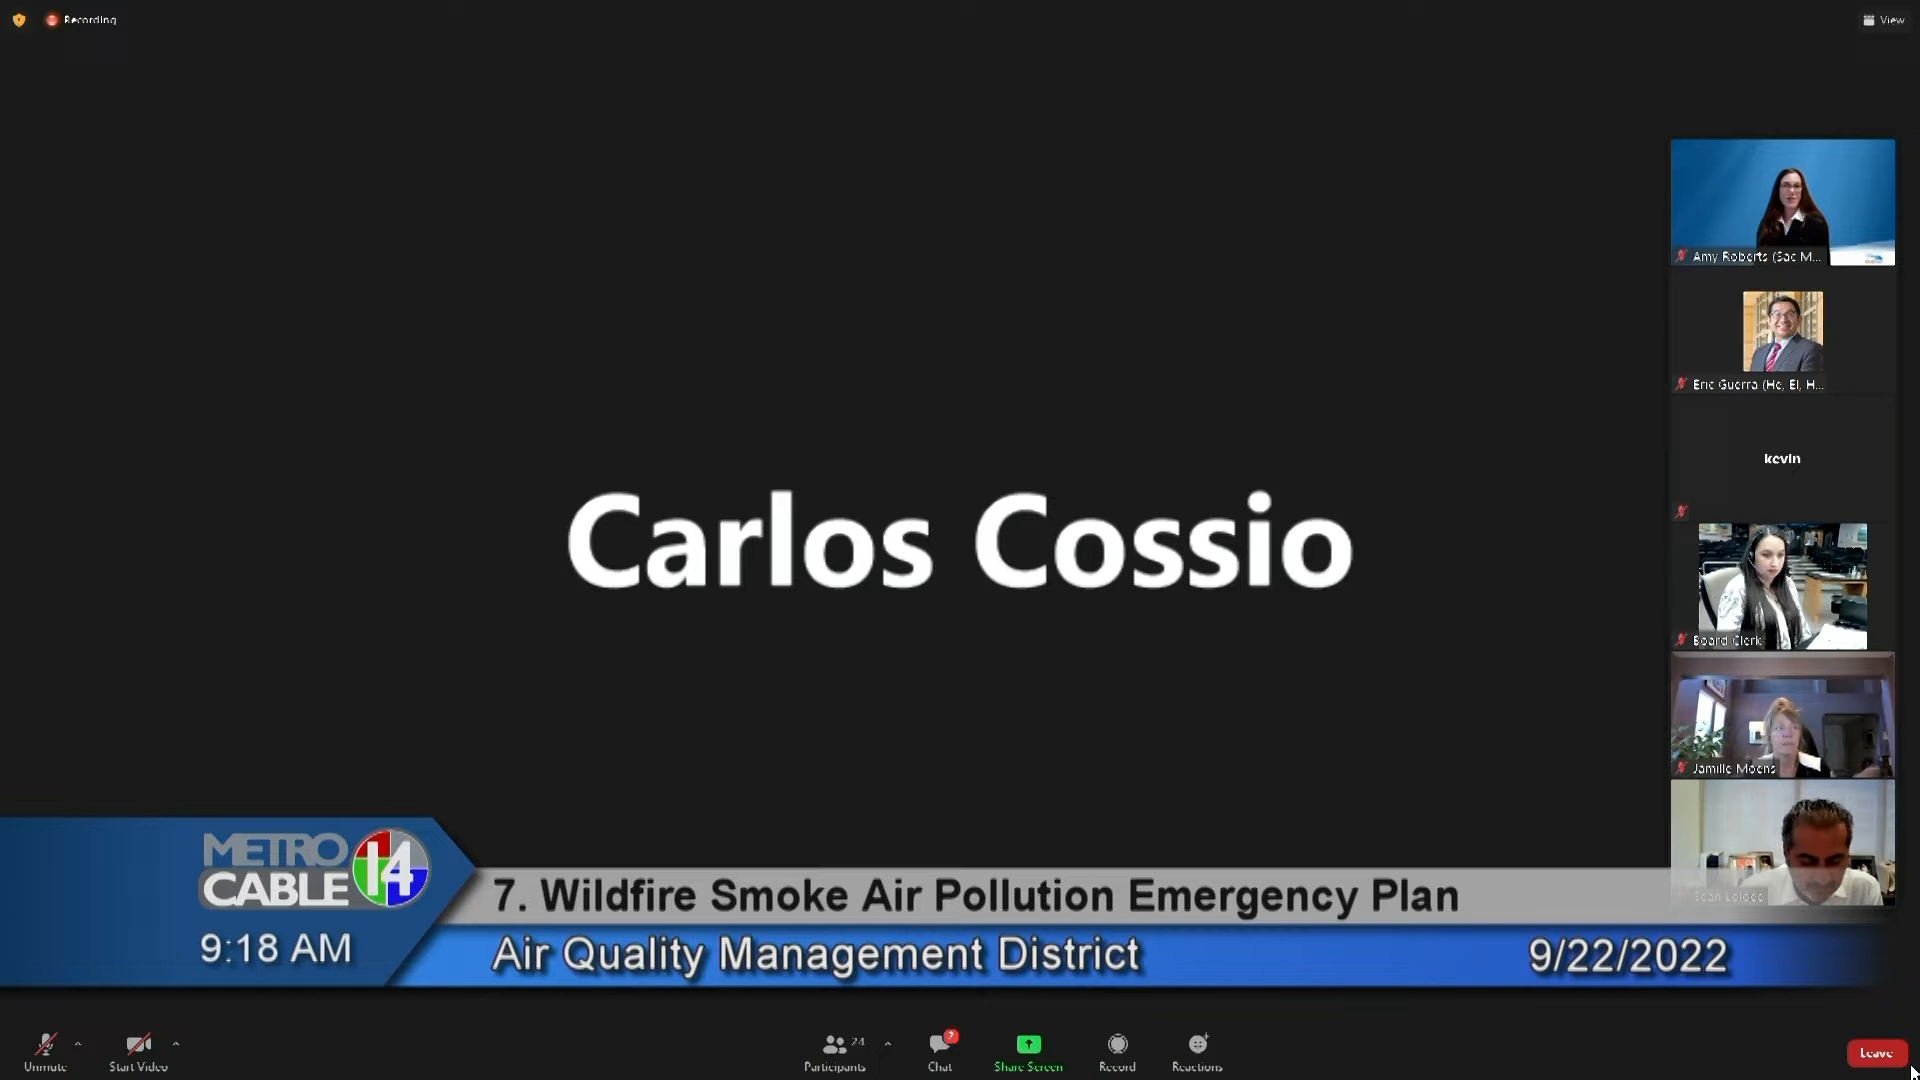 Recording
View
Amy Roberts (Sac M...
Eric Guerra (He, El, H...
kevin
Board Clerk
Jamille Moens
Carlos Cossio
METRO
CABLE 14
7. Wildfire Smoke Air Pollution Emergency Plan
9:18 AM
Air Quality Management District
9/22/2022
Unmute
Start Video
Participants 24
Chat
Share Screen
Record
Reactions
Leave